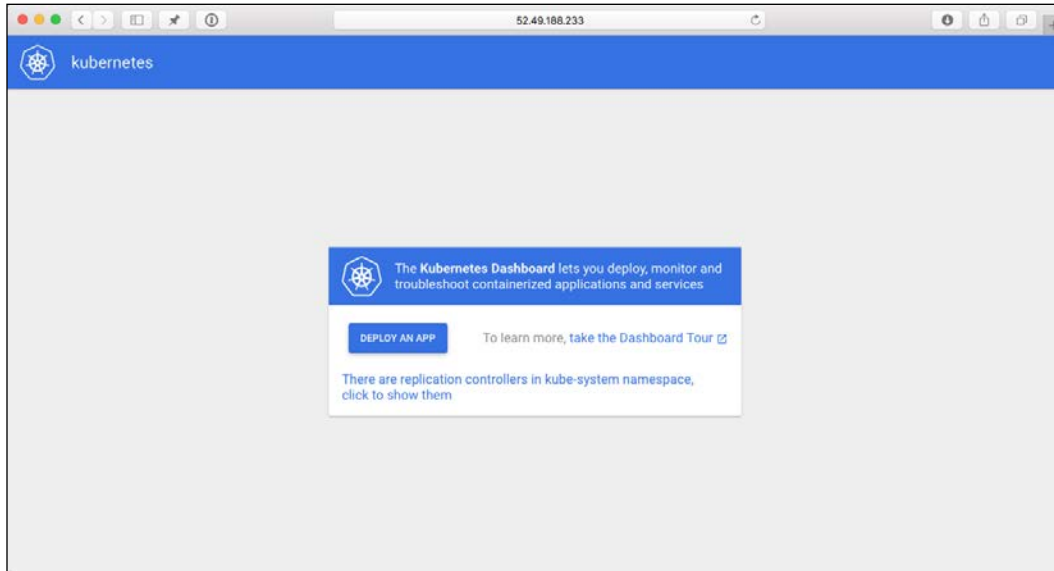 52.49.188.233
kubernetes
The Kubernetes Dashboard lets you deploy, monitor and
troubleshoot containerized applications and services
DEPLOY AN APP
To learn more, take the Dashboard Tour
There are replication controllers in kube-system namespace,
click to show them